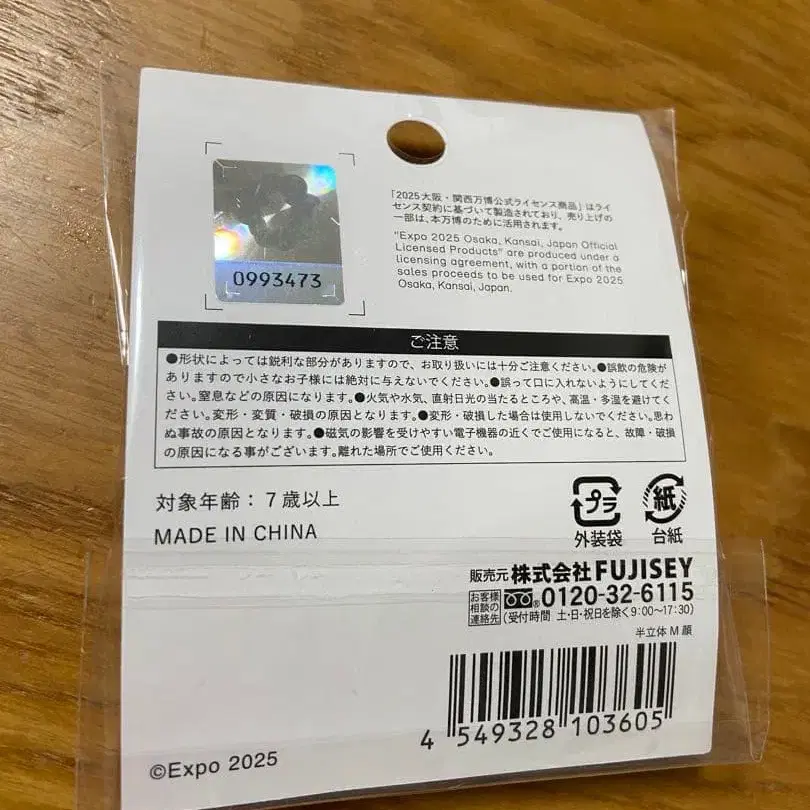 0993473
「2025大阪・関西万博公式ライセンス商品」はライ
センス契約に基づいて製造されており、売り上げの
一部は、本万博のために活用されます。
"Expo 2025 Osaka, Kansai, Japan Official
Licensed Products" are produced under a
licensing agreement, with a portion of the
sales proceeds to be used for Expo 2025
Osaka, Kansai, Japan.
ご注意
●形状によっては鋭利な部分がありますので、お取り扱いには十分ご注意ください。●誤飲の危険が
ありますので小さなお子様には絶対に与えないでください。●誤って口に入れないようにしてくだ
さい。窒息などの原因になります。●火気や水気、直射日光の当たるところや、高温・多湿を避けてく
ださい。変形・変質・破損の原因となります。●変形・破損した場合は使用しないでください。思わ
ぬ事故の原因となります。●磁気の影響を受けやすい電子機器の近くでご使用になると、故障・破損
の原因になる事がございます。離れた場所でご使用ください。
対象年齢：7歳以上
MADE IN CHINA
プラ
外装袋
紙
台紙
販売元 株式会社FUJISEY
お客様
相談の
連絡先
0120-32-6115
(受付時間 土・日・祝日を除く9:00〜17:30)
半立体 M 顔
4 549328 103605
©Expo 2025